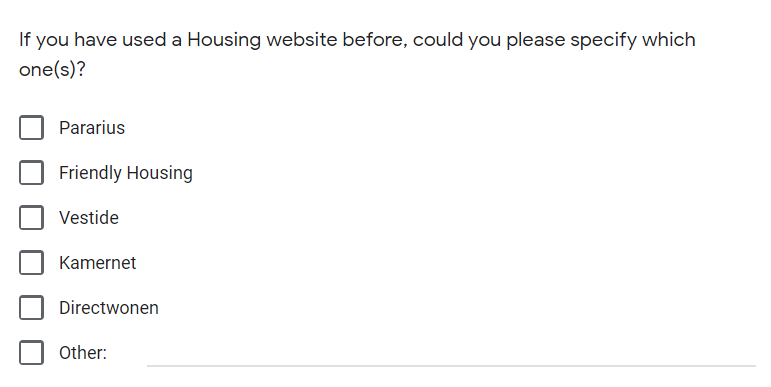 If you have used a Housing website before, could you please specify which
one(s)?
Pararius
Friendly Housing
Vestide
Kamernet
Directwonen
Other: